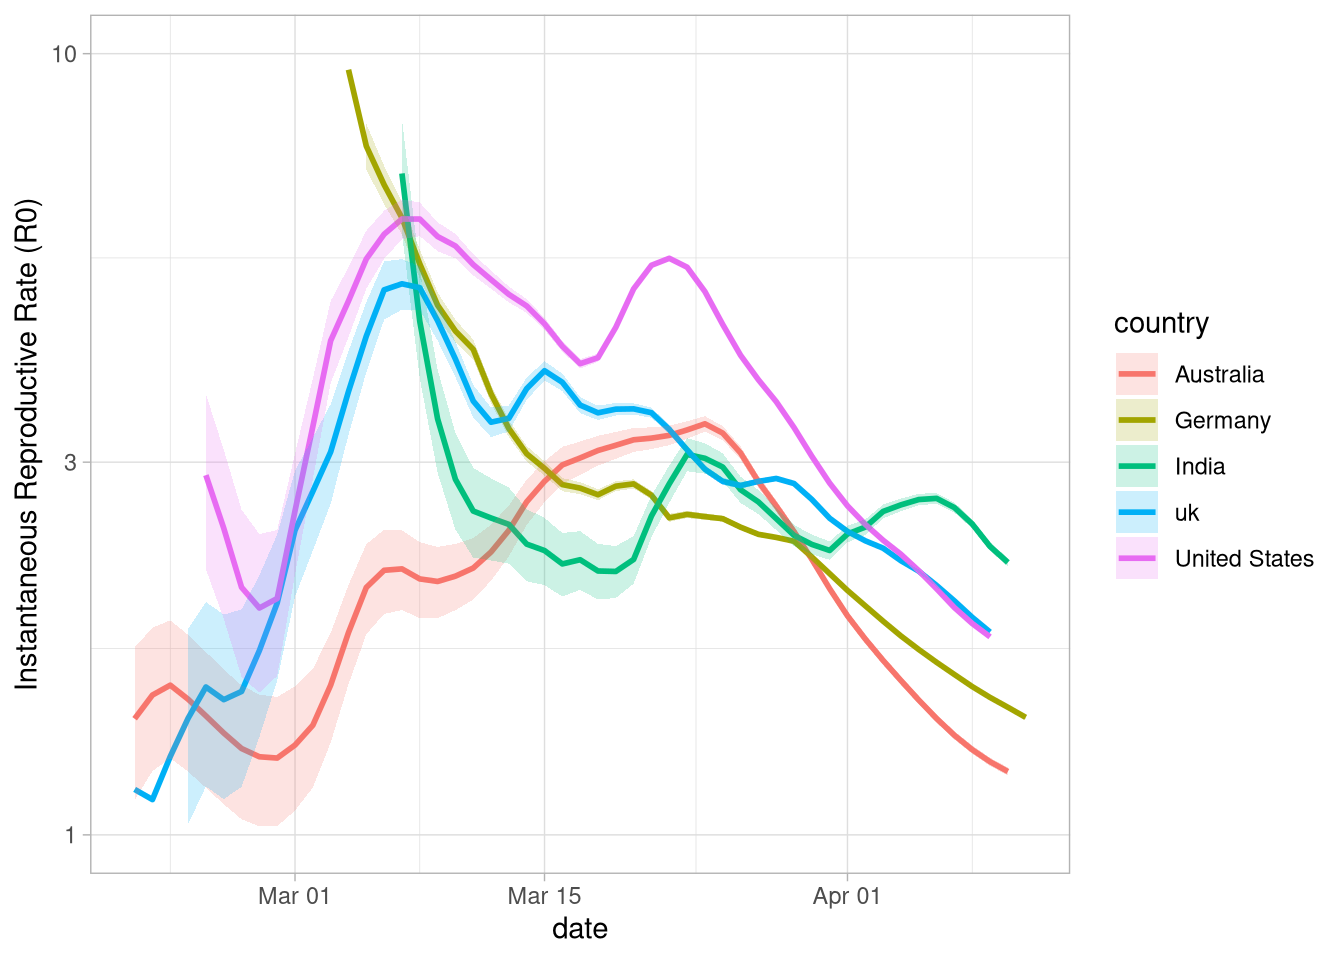 Instantaneous Reproductive Rate (R0)
10
3
1
Mar 01
Mar 15
Apr 01
date
country
Australia
Germany
India
uk
United States